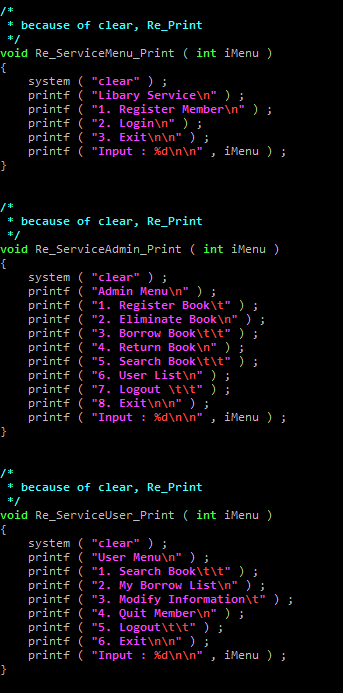 /*
 * because of clear, Re_Print
 */
void Re_ServiceMenu_Print ( int iMenu )
{
    system ( "clear" ) ;
    printf ( "Libary Service\n" ) ;
    printf ( "1. Register Member\n" ) ;
    printf ( "2. Login\n" ) ;
    printf ( "3. Exit\n\n" ) ;
    printf ( "Input : %d\n\n" , iMenu ) ;
}
/*
 * because of clear, Re_Print
 */
void Re_ServiceAdmin_Print ( int iMenu )
{
    system ( "clear" ) ;
    printf ( "Admin Menu\n" ) ;
    printf ( "1. Register Book\t" ) ;
    printf ( "2. Eliminate Book\n" ) ;
    printf ( "3. Borrow Book\t\t" ) ;
    printf ( "4. Return Book\n" ) ;
    printf ( "5. Search Book\t\t" ) ;
    printf ( "6. User List\n" ) ;
    printf ( "7. Logout \t\t" ) ;
    printf ( "8. Exit\n\n" ) ;
    printf ( "Input : %d\n\n" , iMenu ) ;
}
/*
 * because of clear, Re_Print
 */
void Re_ServiceUser_Print ( int iMenu )
{
    system ( "clear" ) ;
    printf ( "User Menu\n" ) ;
    printf ( "1. Search Book\t\t" ) ;
    printf ( "2. My Borrow List\n" ) ;
    printf ( "3. Modify Information\t" ) ;
    printf ( "4. Quit Member\n" ) ;
    printf ( "5. Logout\t\t" ) ;
    printf ( "6. Exit\n\n" ) ;
    printf ( "Input : %d\n\n" , iMenu ) ;
}